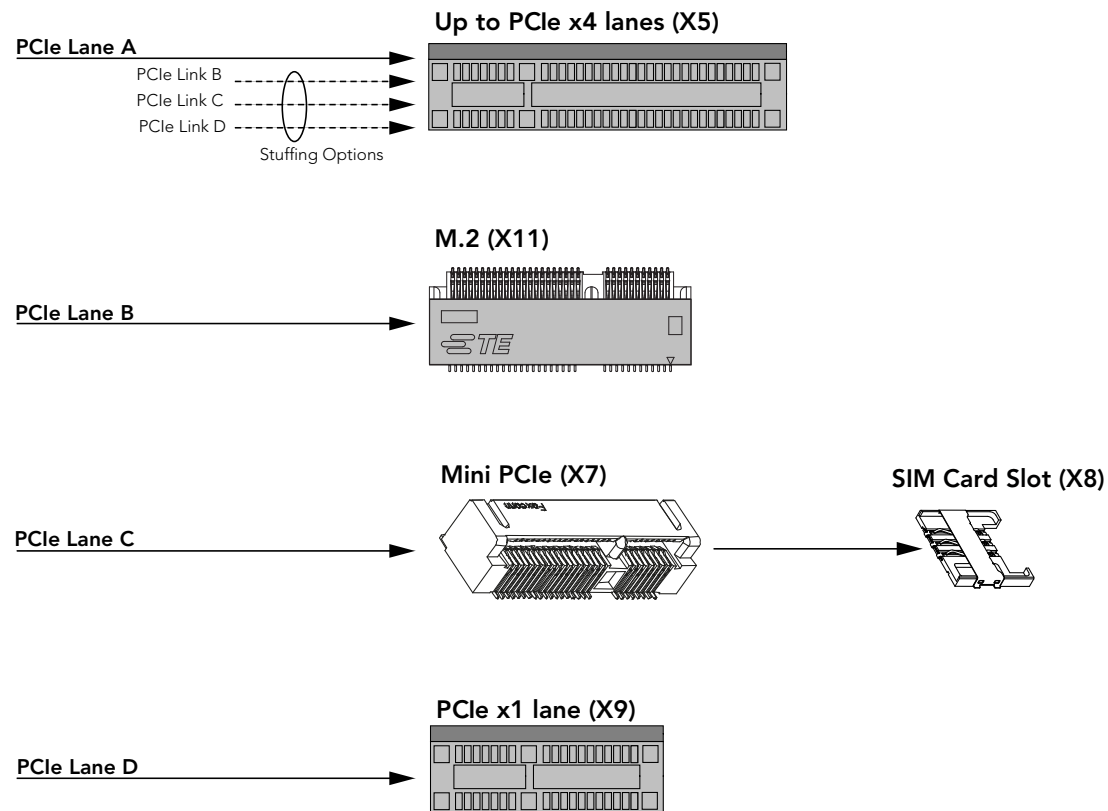 Up to PCIe x4 lanes (X5)
PCIe Lane A
PCIe Link B
PCIe Link C
PCIe Link D
Stuffing Options
M.2 (X11)
PCIe Lane B
TE
Mini PCIe (X7)
SIM Card Slot (X8)
Foxconn
PCIe Lane C
PCIe x1 lane (X9)
PCIe Lane D